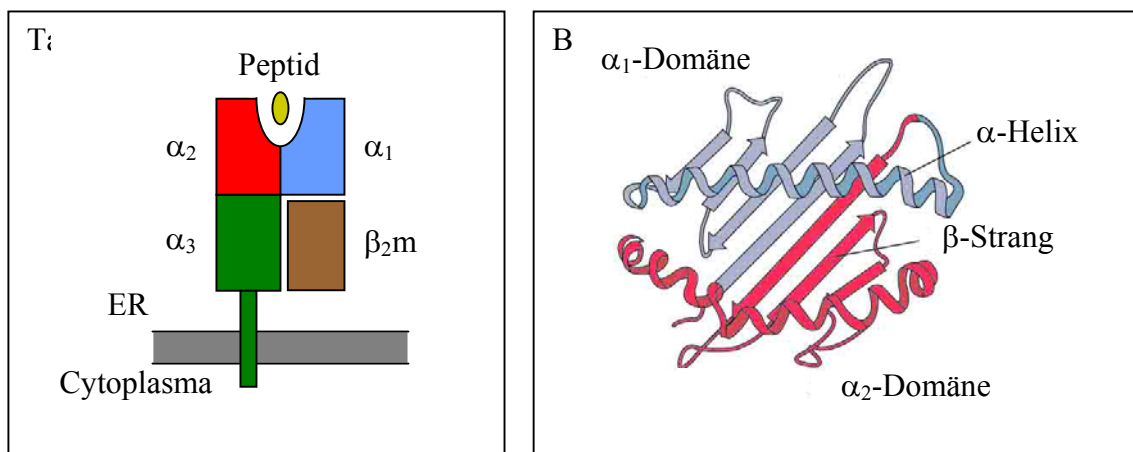 Peptid
α₂
α₁
α₃
β₂m
ER
Cytoplasma
B
α₁-Domäne
α-Helix
β-Strang
α₂-Domäne